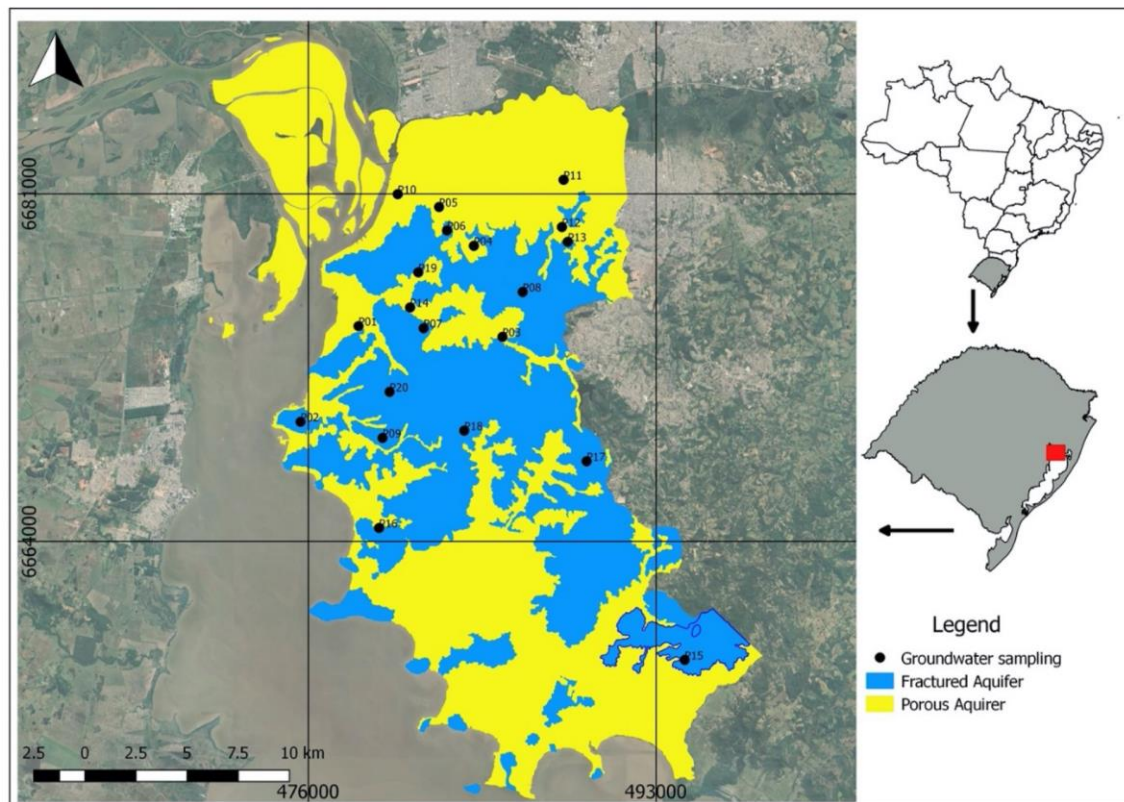 6681000
6664000
P10
P11
P05
P06
P12
P04
P13
P19
P08
P14
P01
P07
P03
P20
P02
P18
P09
P17
P16
P15
2.5 0 2.5 5 7.5 10 km
476000
493000
Legend
Groundwater sampling
Fractured Aquifer
Porous Aquirer